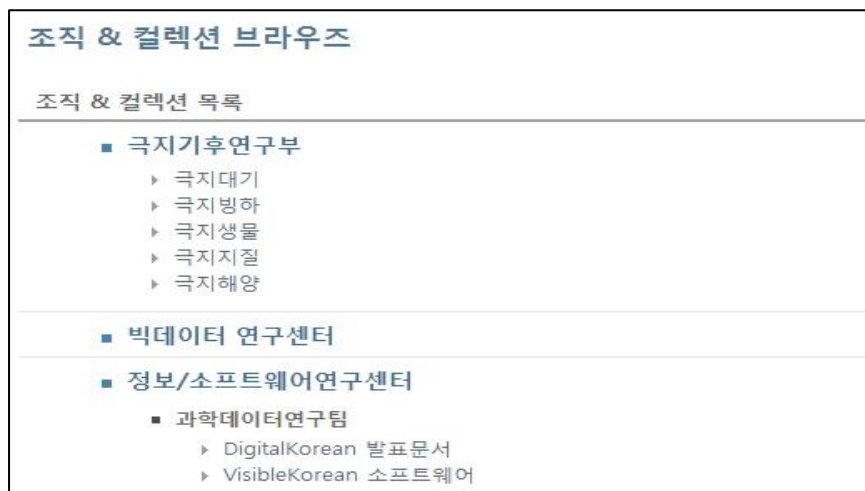 조직 & 컬렉션 브라우즈
조직 & 컬렉션 목록
극지기후연구부
극지대기
극지빙하
극지생물
극지지질
극지해양
빅데이터 연구센터
정보/소프트웨어연구센터
과학데이터연구팀
DigitalKorean 발표문서
VisibleKorean 소프트웨어